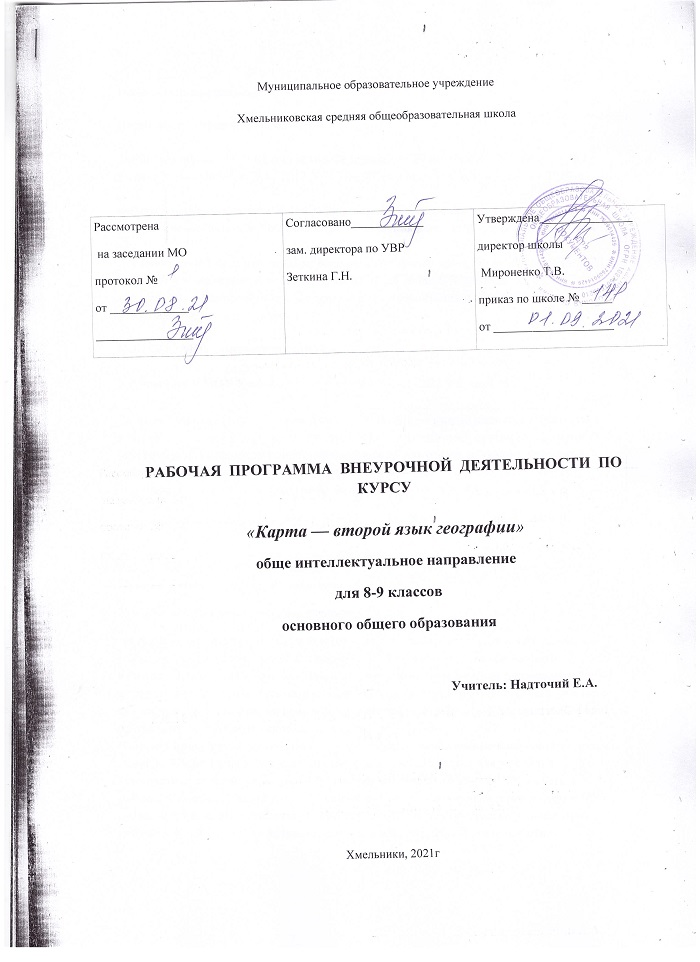 Муниципальное образовательное учреждение
Хмельниковская средняя общеобразовательная школа
Рассмотрена
на заседании МО
протокол № 1
от 30.08.21
Согласовано
зам. директора по УВР
Зеткина Г.Н.
Утверждена
директор школы
Мироненко Т.В.
приказ по школе №
от 01.09.2021
РАБОЧАЯ ПРОГРАММА ВНЕУРОЧНОЙ ДЕЯТЕЛЬНОСТИ ПО
КУРСУ
«Карта — второй язык географии»
обще интеллектуальное направление
для 8-9 классов
основного общего образования
Учитель: Надточий Е.А.
Хмельники, 2021г